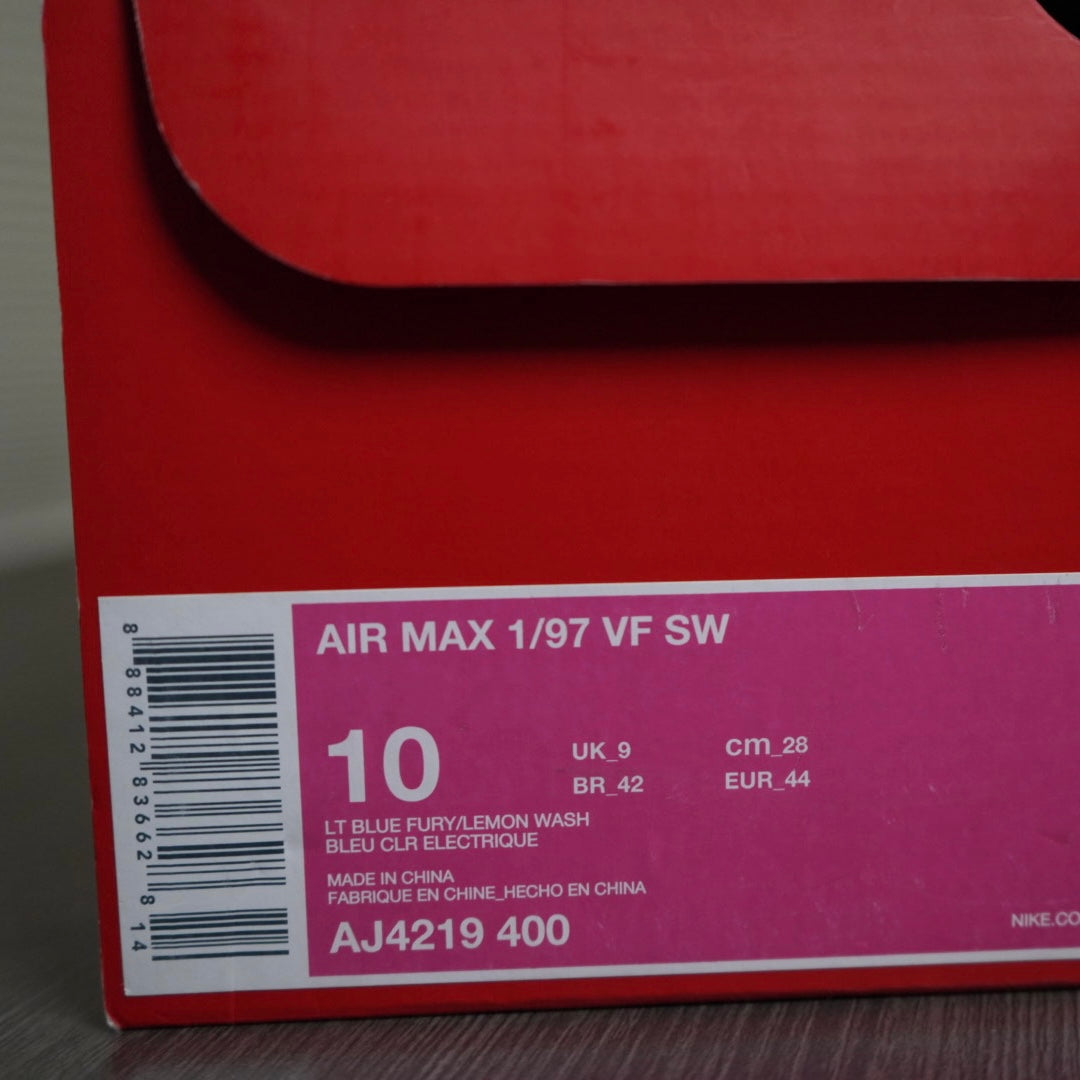 8 88412 83662 8 14
AIR MAX 1/97 VF SW
10
UK_9 cm_28
BR_42 EUR_44
LT BLUE FURY/LEMON WASH
BLEU CLR ELECTRIQUE
MADE IN CHINA
FABRIQUE EN CHINE_HECHO EN CHINA
AJ4219 400
NIKE.CO